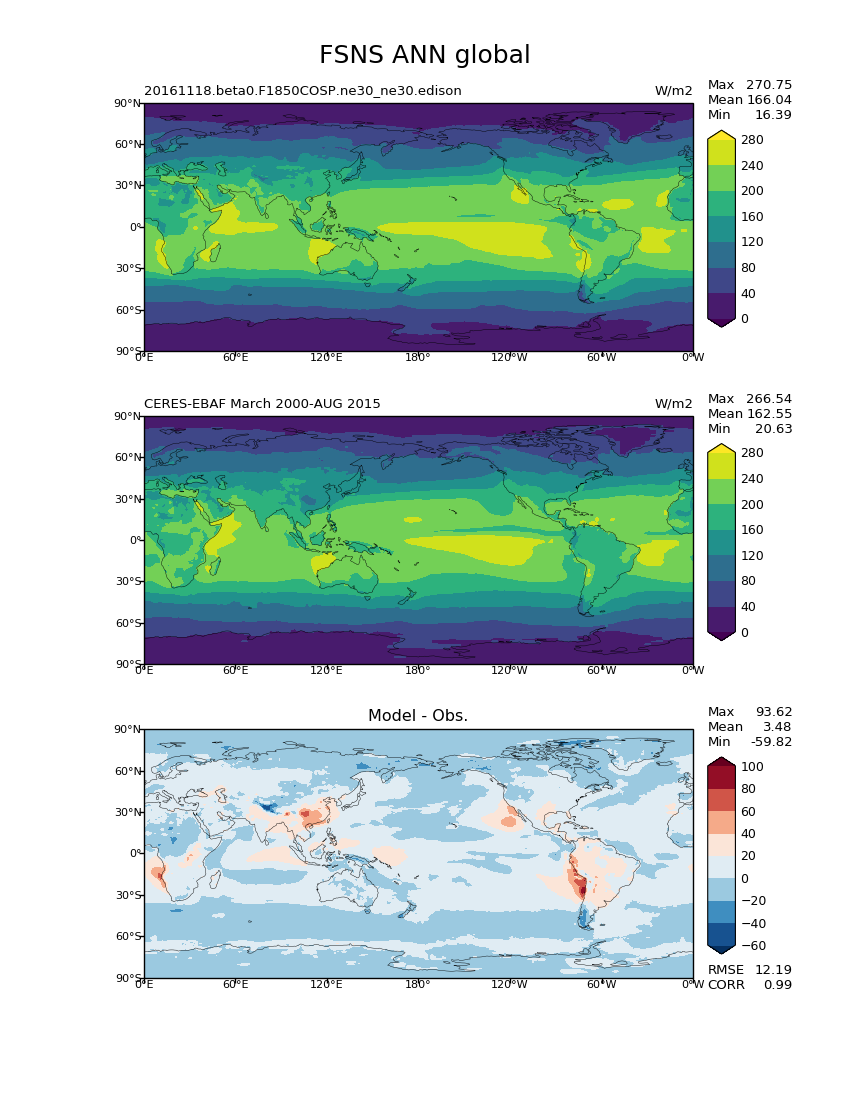 FSNS ANN global
20161118.beta0.F1850COSP.ne30_ne30.edison W/m2
Max 270.75
Mean 166.04
Min 16.39
90°N
60°N
30°N
0°
30°S
60°S
90°S
0°E 60°E 120°E 180° 120°W 60°W 0°W
280
240
200
160
120
80
40
0
CERES-EBAF March 2000-AUG 2015 W/m2
Max 266.54
Mean 162.55
Min 20.63
90°N
60°N
30°N
0°
30°S
60°S
90°S
0°E 60°E 120°E 180° 120°W 60°W 0°W
280
240
200
160
120
80
40
0
Model - Obs.
Max 93.62
Mean 3.48
Min -59.82
90°N
60°N
30°N
0°
30°S
60°S
90°S
0°E 60°E 120°E 180° 120°W 60°W 0°W
100
80
60
40
20
0
−20
−40
−60
RMSE 12.19
CORR 0.99